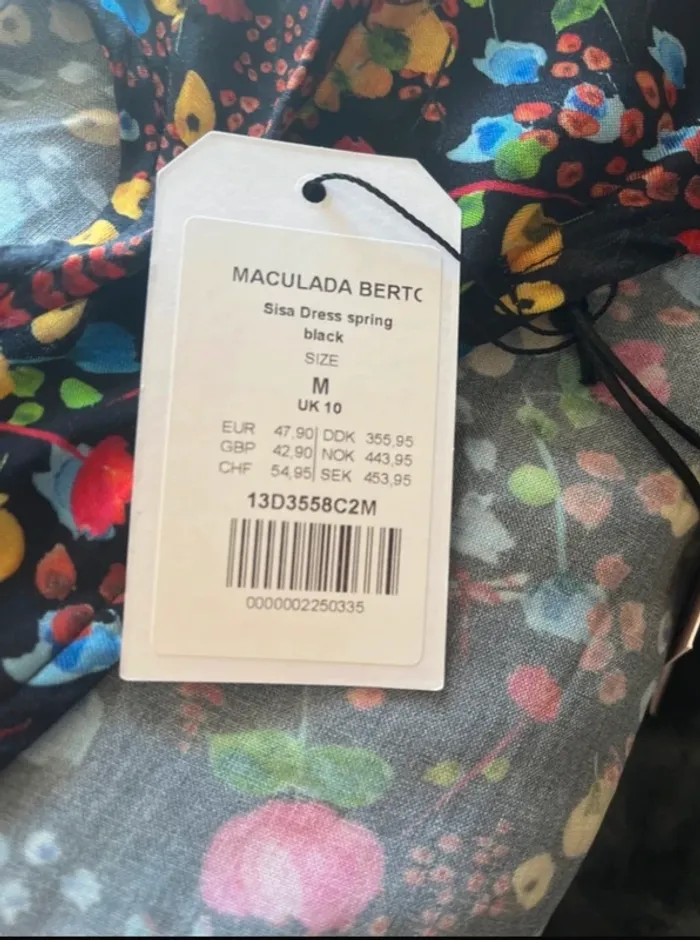 MACULADA BERTC
Sisa Dress spring
black
SIZE
M
UK 10
EUR 47,90 DDK 355,95
GBP 42,90 NOK 443,95
CHF 54,95 SEK 453,95
13D3558C2M
0000002250335